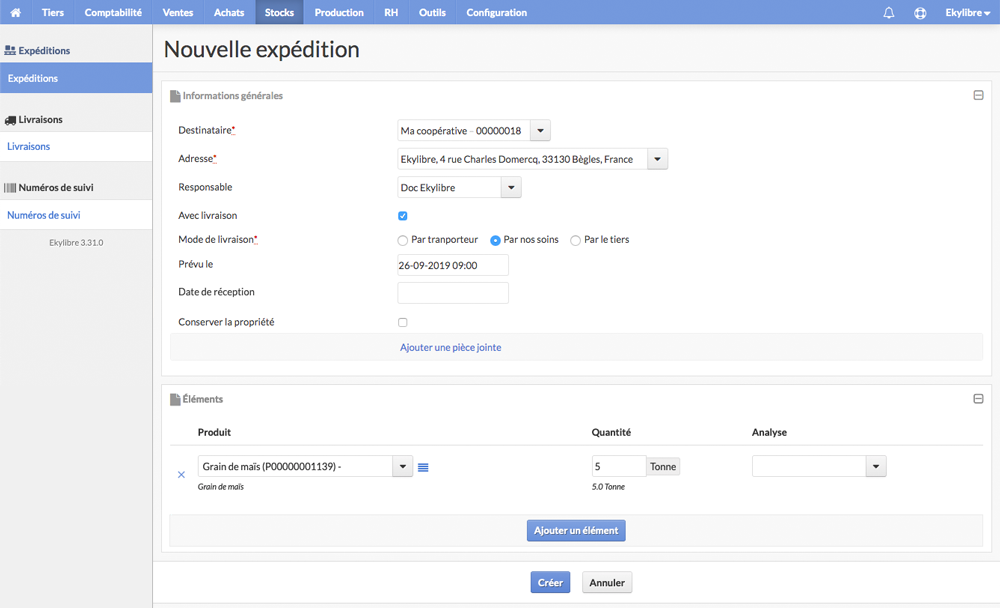 Tiers Comptabilité Ventes Achats Stocks Production RH Outils Configuration Ekylibre
Expéditions
Expéditions
Livraisons
Livraisons
Numéros de suivi
Numéros de suivi
Ekylibre 3.31.0
Nouvelle expédition
Informations générales
Destinataire* Ma coopérative - 00000018
Adresse* Ekylibre, 4 rue Charles Domercq, 33130 Bègles, France
Responsable Doc Ekylibre
Avec livraison
Mode de livraison* Par tranporteur Par nos soins Par le tiers
Prévu le 26-09-2019 09:00
Date de réception
Conserver la propriété
Ajouter une pièce jointe
Éléments
Produit Quantité Analyse
Grain de maïs (P00000001139) - 5 Tonne
Grain de maïs 5.0 Tonne
Ajouter un élément
Créer Annuler